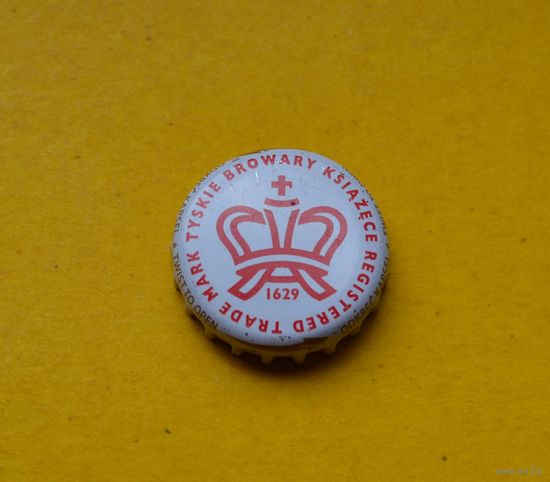 TYSKIE BROWARY KSIĄŻĘCE REGISTERED TRADE MARK
1629
TWIST TO OPEN